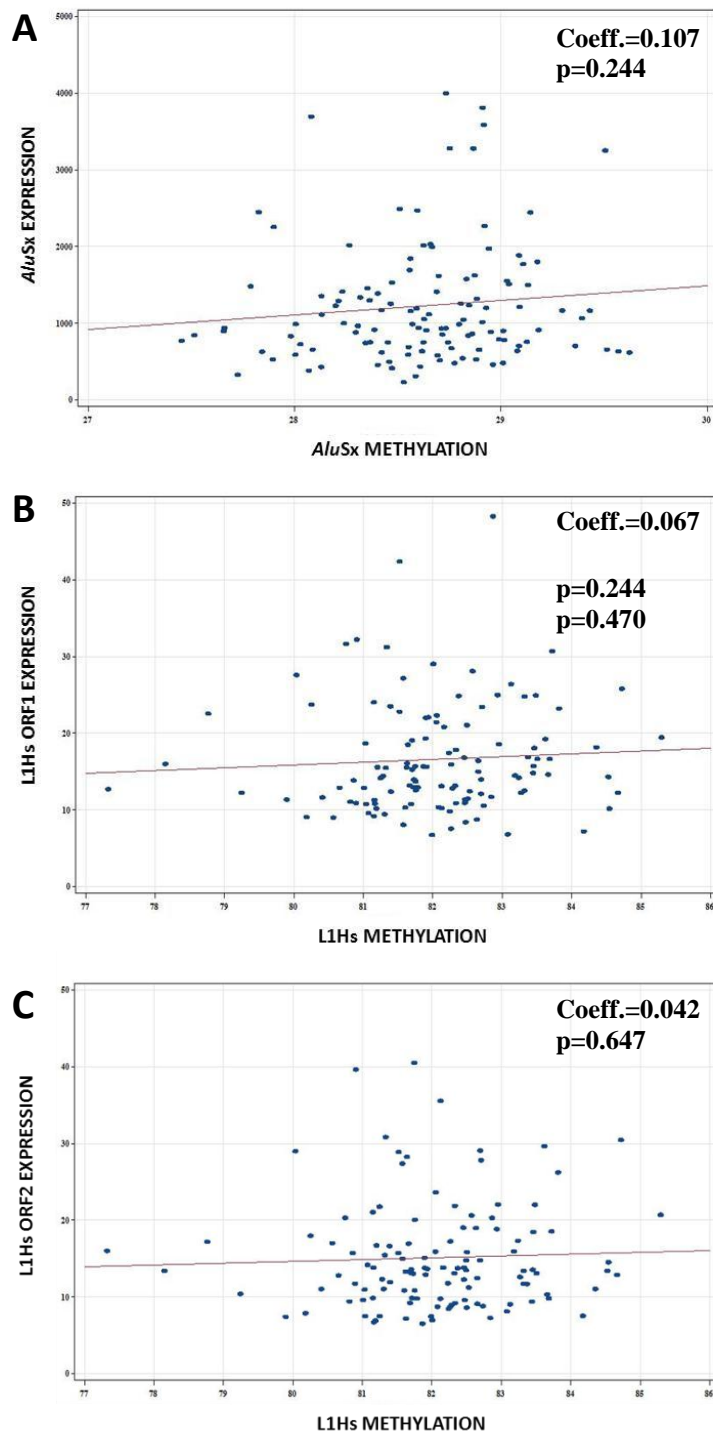 A
Coeff.=0.107
p=0.244
5000
4000
3000
2000
1000
0
AluSx EXPRESSION
27 28 29 30
AluSx METHYLATION
B
Coeff.=0.067
p=0.244
p=0.470
50
40
30
20
10
0
L1Hs ORF1 EXPRESSION
77 78 79 80 81 82 83 84 85 86
L1Hs METHYLATION
C
Coeff.=0.042
p=0.647
50
40
30
20
10
0
L1Hs ORF2 EXPRESSION
77 78 79 80 81 82 83 84 85 86
L1Hs METHYLATION